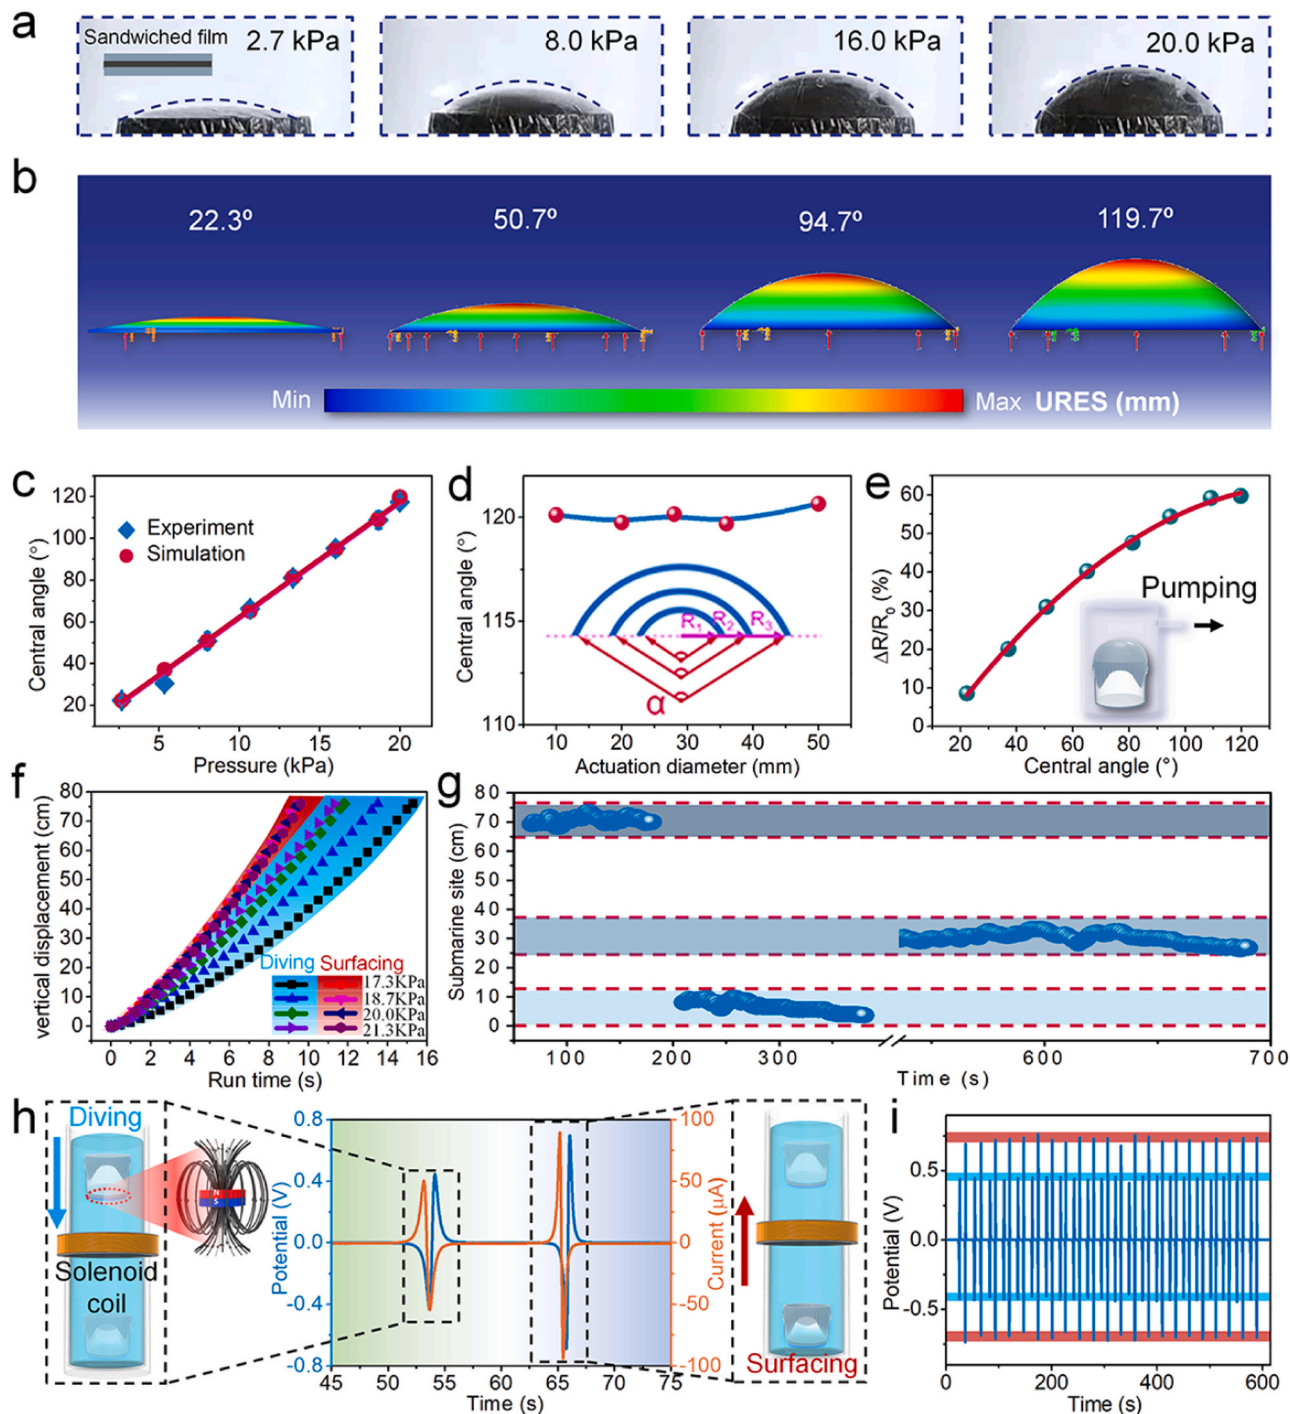 a
Sandwiched film
2.7 kPa
8.0 kPa
16.0 kPa
20.0 kPa
b
22.3º
50.7º
94.7º
119.7º
Min
Max URES (mm)
c
Central angle (°)
120
100
80
60
40
20
Experiment
Simulation
5
10
15
20
Pressure (kPa)
d
Central angle (°)
120
115
110
R1
R2
R3
α
10
20
30
40
50
Actuation diameter (mm)
e
ΔR/R0 (%)
60
50
40
30
20
10
0
Pumping
20
40
60
80
100
120
Central angle (°)
f
vertical displacement (cm)
80
70
60
50
40
30
20
10
0
Diving Surfacing
17.3KPa
18.7KPa
20.0KPa
21.3KPa
0
2
4
6
8
10
12
14
16
Run time (s)
g
Submarine site (cm)
80
70
60
50
40
30
20
10
0
100
200
300
600
700
Time (s)
h
Diving
N
S
Solenoid
coil
Potential (V)
0.8
0.4
0.0
-0.4
-0.8
Current (μA)
100
50
0
-50
-100
45
50
55
60
65
70
75
Time (s)
Surfacing
i
Potential (V)
0.5
0.0
-0.5
0
200
400
600
Time (s)